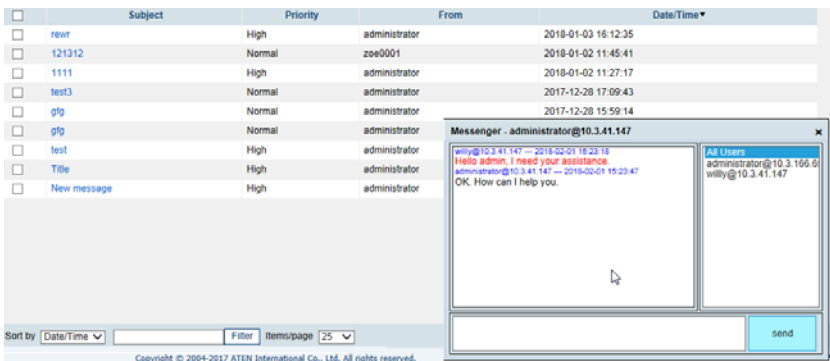 Subject Priority From Date/Time▼
rewr High administrator 2018-01-03 16:12:35
121312 Normal zoe0001 2018-01-02 11:45:41
1111 High administrator 2018-01-02 11:27:17
test3 Normal administrator 2017-12-28 17:09:43
gfg Normal administrator 2017-12-28 15:59:14
gfg Normal administrator
test High administrator
Title High administrator
New message High administrator
Messenger - administrator@10.3.41.147 ×
willy@10.3.41.147 --- 2018-02-01 15:23:18
Hello admin, I need your assistance.
administrator@10.3.41.147 --- 2018-02-01 15:23:47
OK. How can I help you.
All Users
administrator@10.3.166.6
willly@10.3.41.147
send
Sort by Date/Time Filter Items/page 25
Copyright © 2004-2017 ATEN International Co., Ltd. All rights reserved.